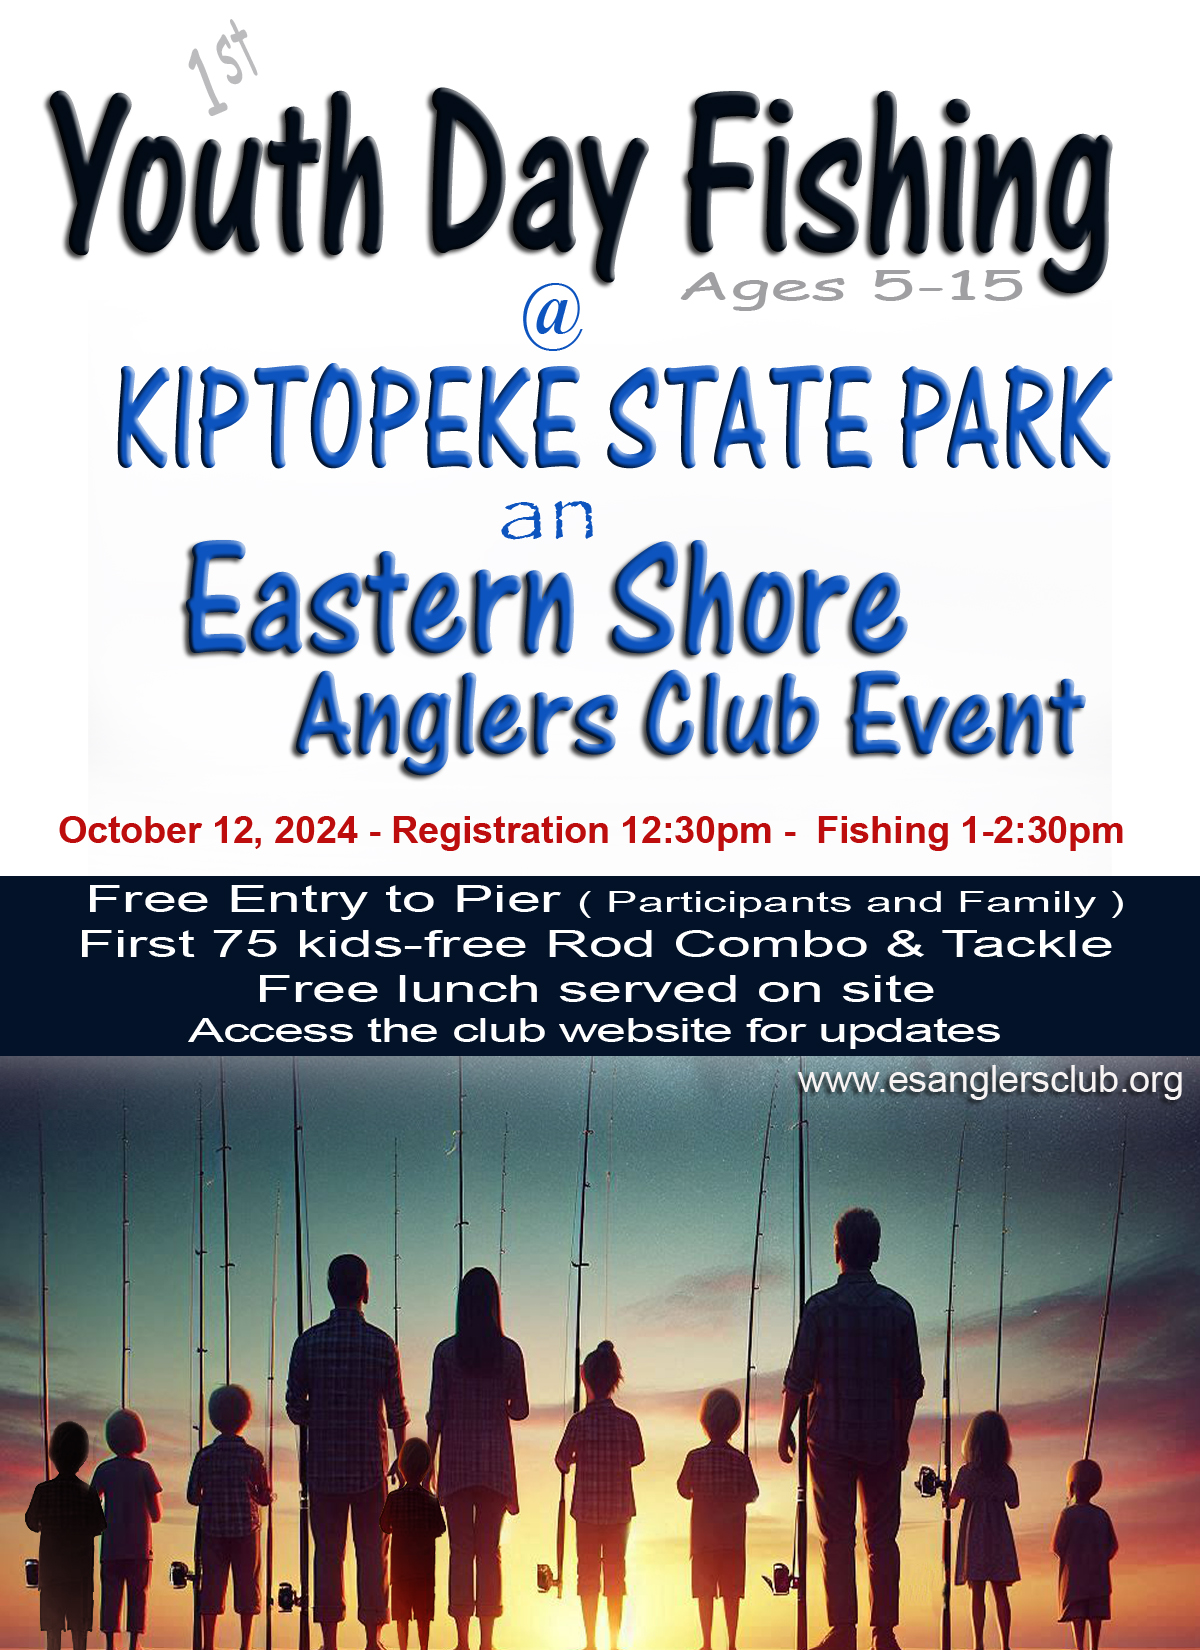 1st
Youth Day Fishing
Ages 5-15
@
KIPTOPEKE STATE PARK
an
Eastern Shore
Anglers Club Event
October 12, 2024 - Registration 12:30pm - Fishing 1-2:30pm
Free Entry to Pier ( Participants and Family )
First 75 kids-free Rod Combo & Tackle
Free lunch served on site
Access the club website for updates
www.esanglersclub.org